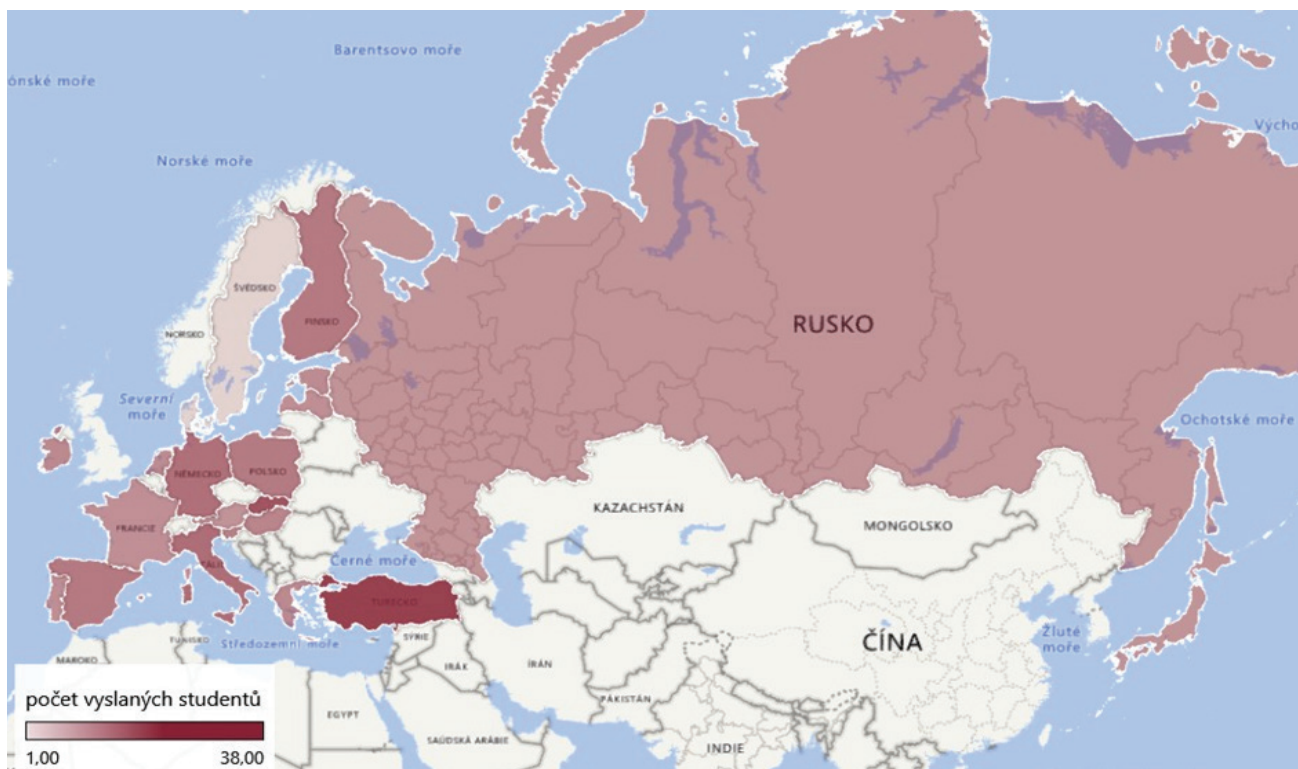 Barentsovo moře
ónské moře
Výcho
Norské moře
ŠVÉDSKO
FINSKO
RUSKO
NORSKO
Severní
moře
Ochotské moře
NĚMECKO
POLSKO
KAZACHSTÁN
FRANCIE
MONGOLSKO
Černé moře
TURECKO
ČÍNA
Žluté
moře
TUNISKO
Středozemní moře
SÝRIE
MAROKO
IRÁK
ÍRÁN
PÁKISTÁN
EGYPT
SAÚDSKÁ ARÁBIE
INDIE
počet vyslaných studentů
1,00 38,00